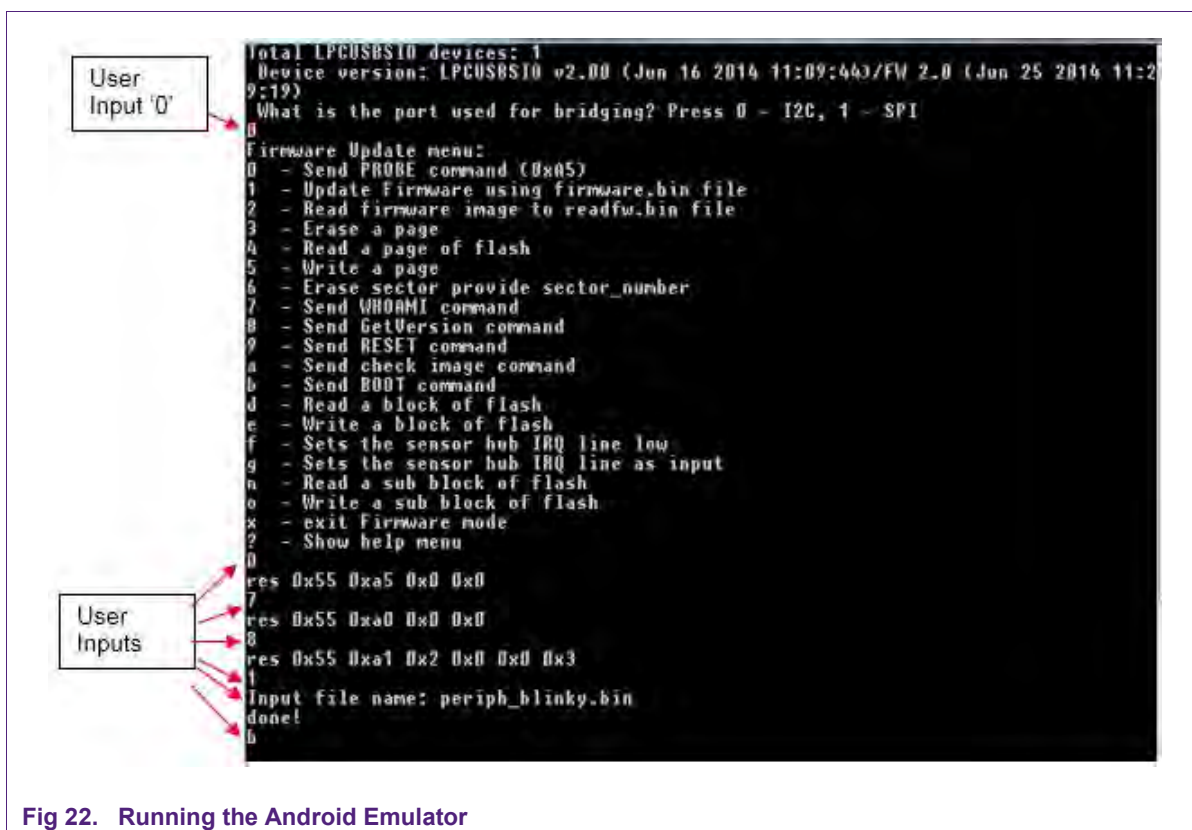 User
Input '0'
Total LPCUSBSIO devices: 1
Device version: LPCUSBSIO v2.00 (Jun 16 2014 11:09:44)/FW 2.0 (Jun 25 2014 11:2
9:19)
What is the port used for bridging? Press 0 - I2C, 1 - SPI
0
Firmware Update menu:
0 - Send PROBE command (0xA5)
1 - Update Firmware using firmware.bin file
2 - Read firmware image to readfw.bin file
3 - Erase a page
4 - Read a page of flash
5 - Write a page
6 - Erase sector provide sector_number
7 - Send WHOAMI command
8 - Send GetVersion command
9 - Send RESET command
a - Send check image command
b - Send BOOT command
d - Read a block of flash
e - Write a block of flash
f - Sets the sensor hub IRQ line low
g - Sets the sensor hub IRQ line as input
n - Read a sub block of flash
o - Write a sub block of flash
x - exit Firmware mode
? - Show help menu
0
res 0x55 0xa5 0x0 0x0
User
Inputs
7
res 0x55 0xa0 0x0 0x0
8
res 0x55 0xa1 0x2 0x0 0x0 0x3
1
Input file name: periph_blinky.bin
done!
b
Fig 22. Running the Android Emulator